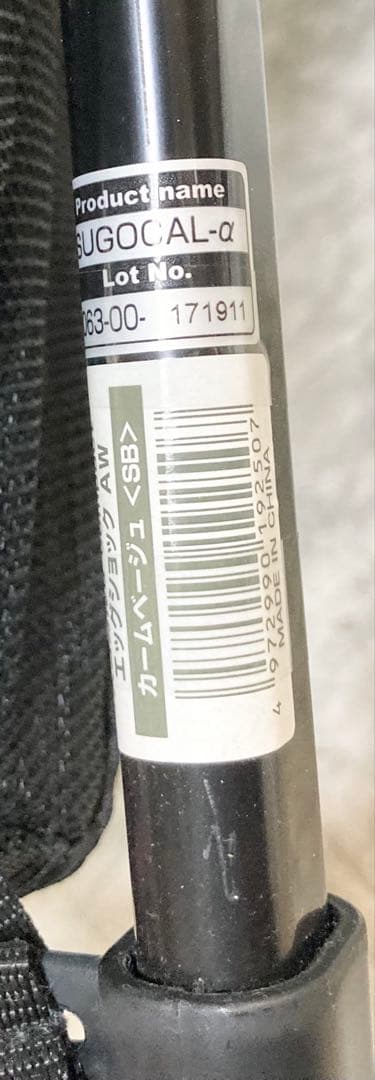 Product name
SUGOCAL-α
Lot No.
063-00- 171911
エッグショック AW
カームベージュ <SB>
4 972990 192507
MADE IN CHINA